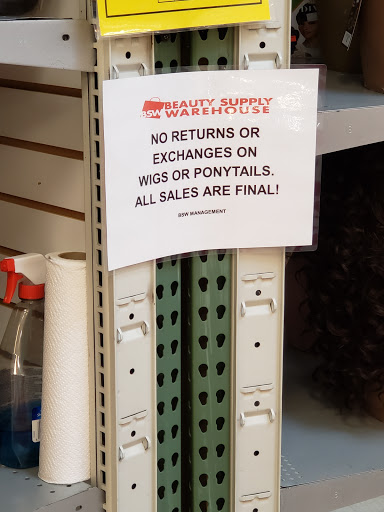 BSW BEAUTY SUPPLY
WAREHOUSE
NO RETURNS OR
EXCHANGES ON
WIGS OR PONYTAILS.
ALL SALES ARE FINAL!
BSW MANAGEMENT